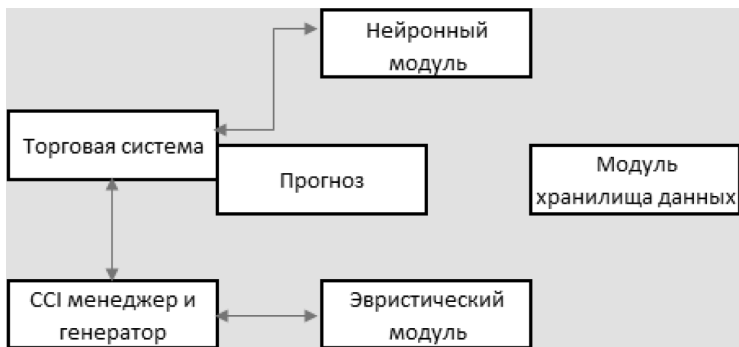 Нейронный
модуль
Торговая система
Прогноз
Модуль
хранилища данных
CCI менеджер и
генератор
Эвристический
модуль